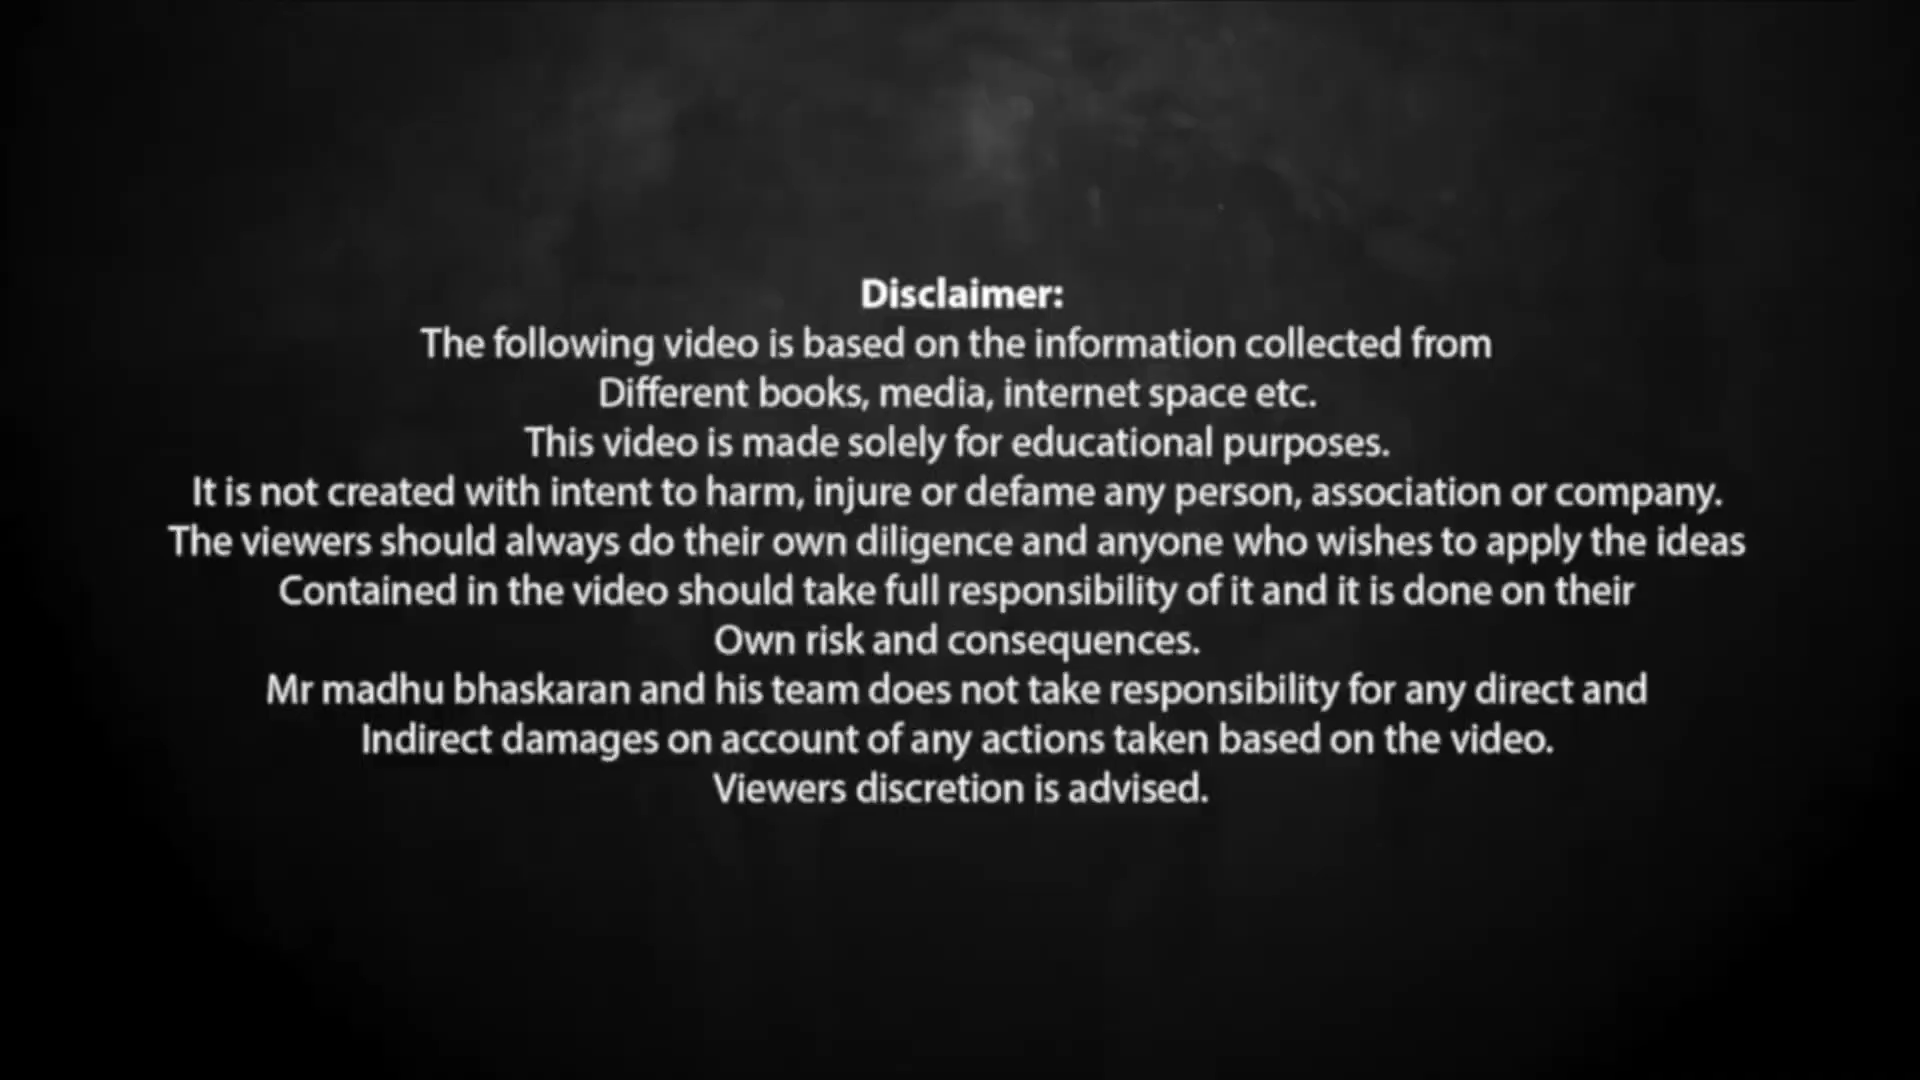 Disclaimer:
The following video is based on the information collected from
Different books, media, internet space etc.
This video is made solely for educational purposes.
It is not created with intent to harm, injure or defame any person, association or company.
The viewers should always do their own diligence and anyone who wishes to apply the ideas
Contained in the video should take full responsibility of it and it is done on their
Own risk and consequences.
Mr madhu bhaskaran and his team does not take responsibility for any direct and
Indirect damages on account of any actions taken based on the video.
Viewers discretion is advised.